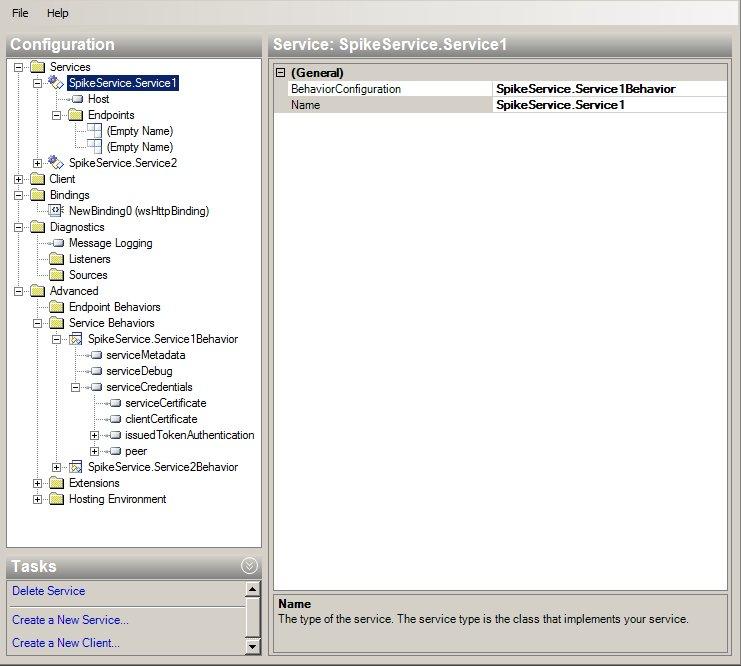 File Help
Configuration
Services
SpikeService.Service1
Host
Endpoints
(Empty Name)
(Empty Name)
SpikeService.Service2
Client
Bindings
NewBinding0 (wsHttpBinding)
Diagnostics
Message Logging
Listeners
Sources
Advanced
Endpoint Behaviors
Service Behaviors
SpikeService.Service1Behavior
serviceMetadata
serviceDebug
serviceCredentials
serviceCertificate
clientCertificate
issuedTokenAuthentication
peer
SpikeService.Service2Behavior
Extensions
Hosting Environment
Tasks
Delete Service
Create a New Service...
Create a New Client...
Service: SpikeService.Service1
(General)
BehaviorConfiguration SpikeService.Service1Behavior
Name SpikeService.Service1
Name
The type of the service. The service type is the class that implements your service.